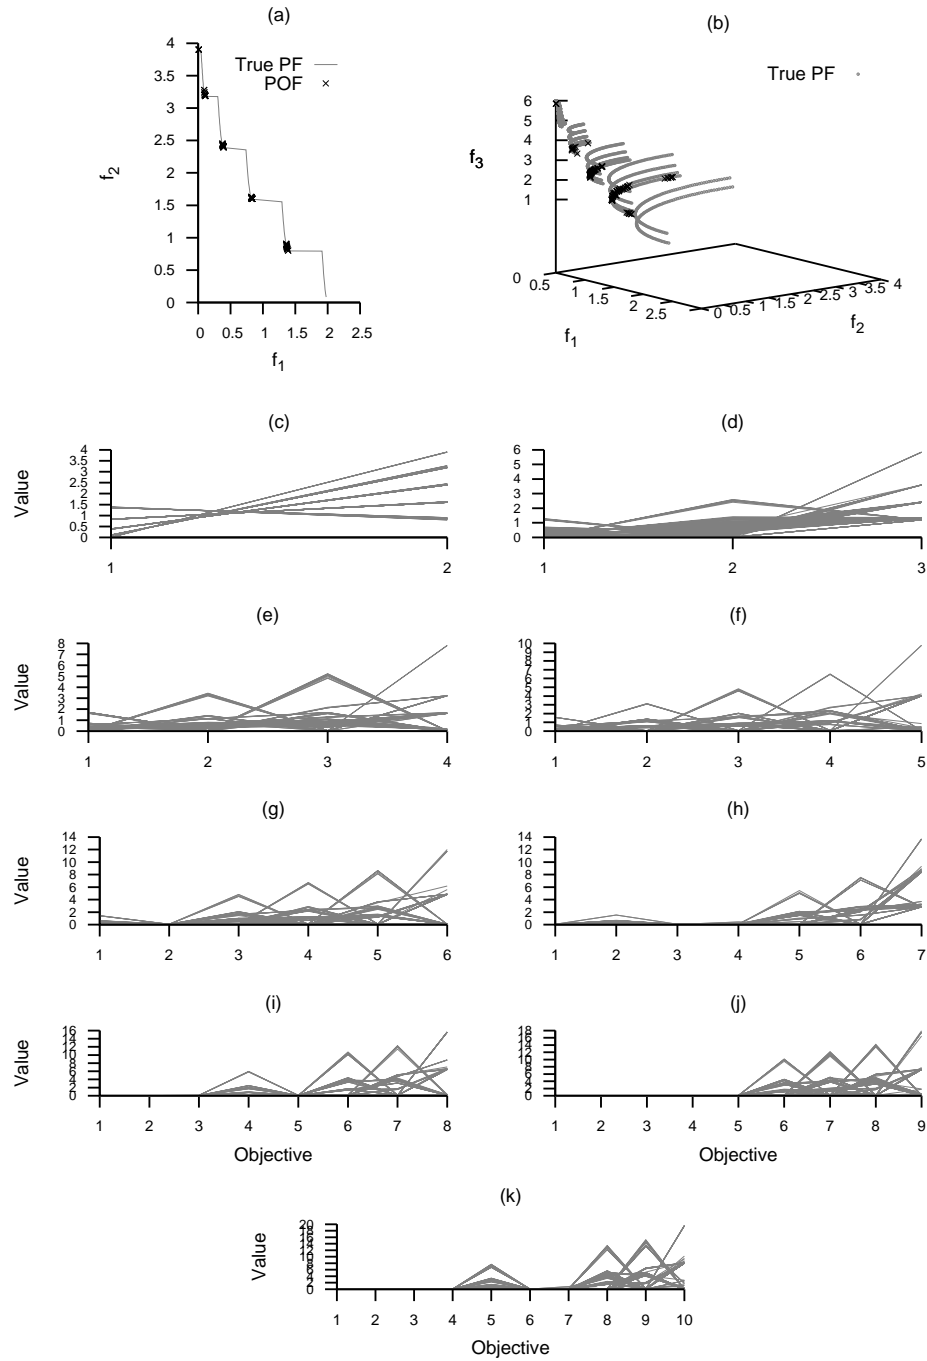 (a)
4
3.5
3
2.5
2
1.5
1
0.5
0
f2
True PF
POF
0 0.5 1 1.5 2 2.5
f1
(b)
True PF
6
5
4
3
2
1
f3
0 0.5 1 1.5 2 2.5
f1
0 0.5 1 1.5 2 2.5 3 3.5 4
f2
(c)
Value
4
3.5
3
2.5
2
1.5
1
0.5
0
1 2
(d)
6
5
4
3
2
1
0
1 2 3
(e)
Value
8
7
6
5
4
3
2
1
0
1 2 3 4
(f)
10
9
8
7
6
5
4
3
2
1
0
1 2 3 4 5
(g)
Value
14
12
10
8
6
4
2
0
1 2 3 4 5 6
(h)
14
12
10
8
6
4
2
0
1 2 3 4 5 6 7
(i)
Value
16
14
12
10
8
6
4
2
0
1 2 3 4 5 6 7 8
Objective
(j)
18
16
14
12
10
8
6
4
2
0
1 2 3 4 5 6 7 8 9
Objective
(k)
Value
20
18
16
14
12
10
8
6
4
2
0
1 2 3 4 5 6 7 8 9 10
Objective